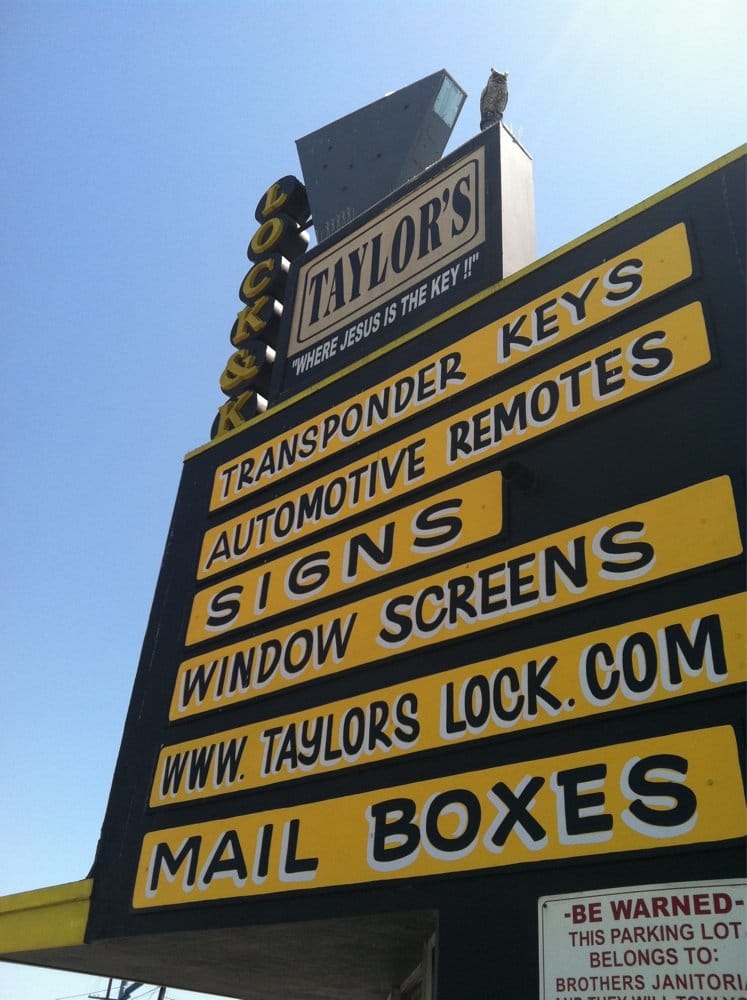 LOCK & K
TAYLOR'S
"WHERE JESUS IS THE KEY !!"
TRANSPONDER KEYS
AUTOMOTIVE REMOTES
SIGNS
WINDOW SCREENS
WWW. TAYLORS LOCK.COM
MAIL BOXES
-BE WARNED-
THIS PARKING LOT
BELONGS TO:
BROTHERS JANITORIA